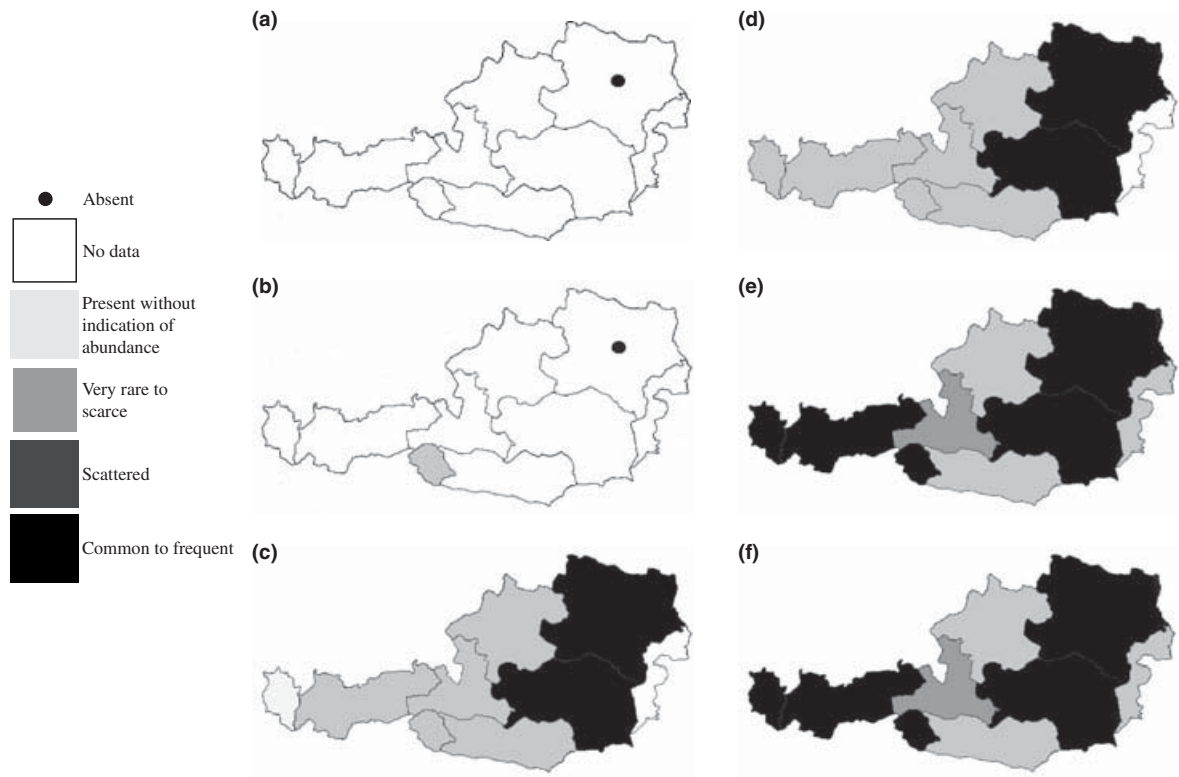 Absent
No data
Present without
indication of
abundance
Very rare to
scarce
Scattered
Common to frequent
(a)
(b)
(c)
(d)
(e)
(f)